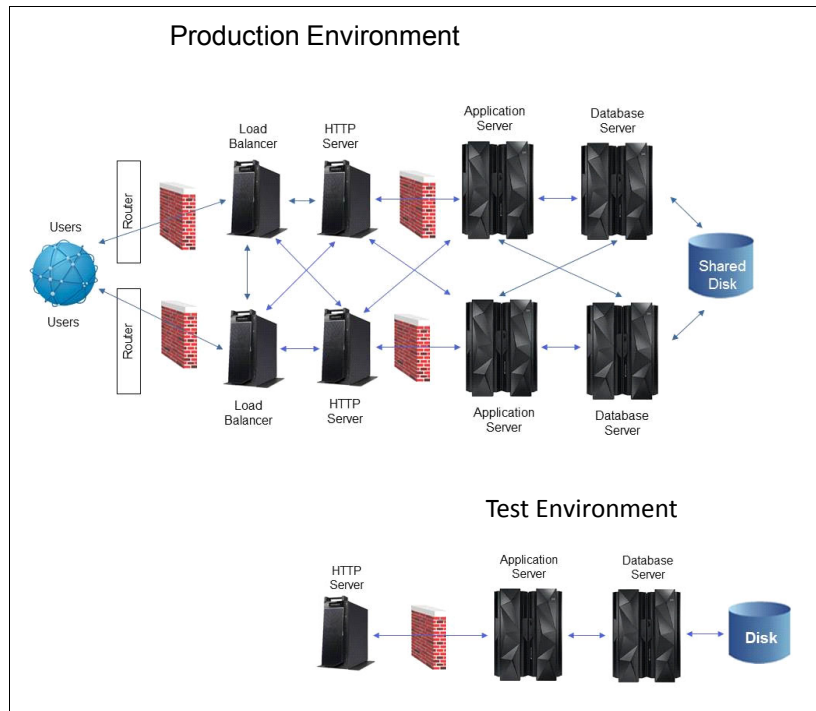 Production Environment
Load
Balancer
HTTP
Server
Application
Server
Database
Server
Router
Users
Users
Shared
Disk
Router
Load
Balancer
HTTP
Server
Application
Server
Database
Server
Test Environment
HTTP
Server
Application
Server
Database
Server
Disk